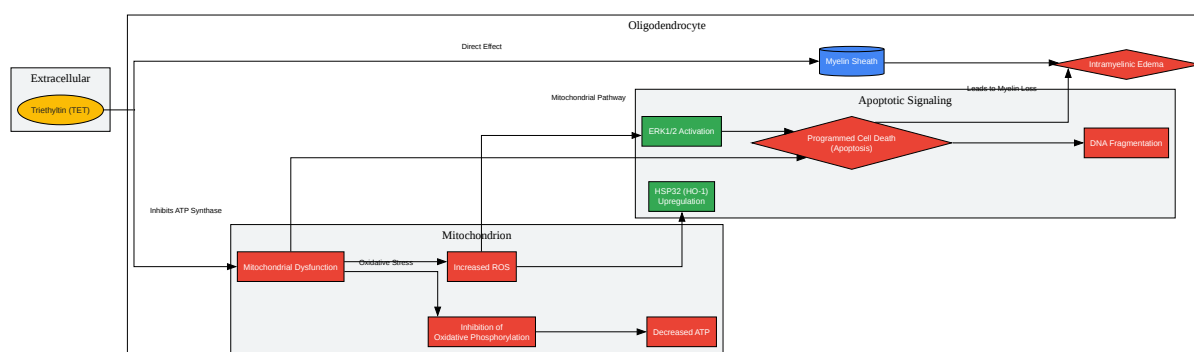 Oligodendrocyte
Direct Effect
Myelin Sheath
Intramyelinic Edema
Extracellular
Triethyltin (TET)
Leads to Myelin Loss
Mitochondrial Pathway
Apoptotic Signaling
ERK1/2 Activation
Programmed Cell Death
(Apoptosis)
DNA Fragmentation
HSP32 (HO-1)
Upregulation
Inhibits ATP Synthase
Mitochondrion
Mitochondrial Dysfunction
Oxidative Stress
Increased ROS
Inhibition of
Oxidative Phosphorylation
Decreased ATP